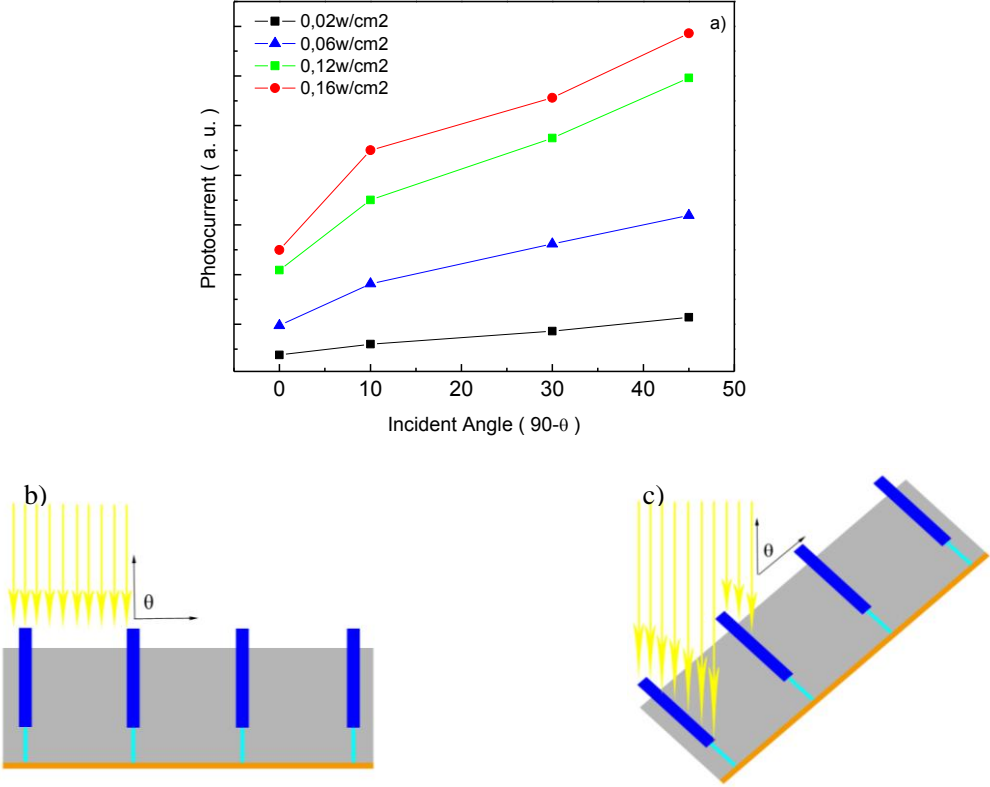 0,02w/cm2
0,06w/cm2
0,12w/cm2
0,16w/cm2
a)
Photocurrent ( a. u. )
0 10 20 30 40 50
Incident Angle ( 90-θ )
b)
θ
c)
θ